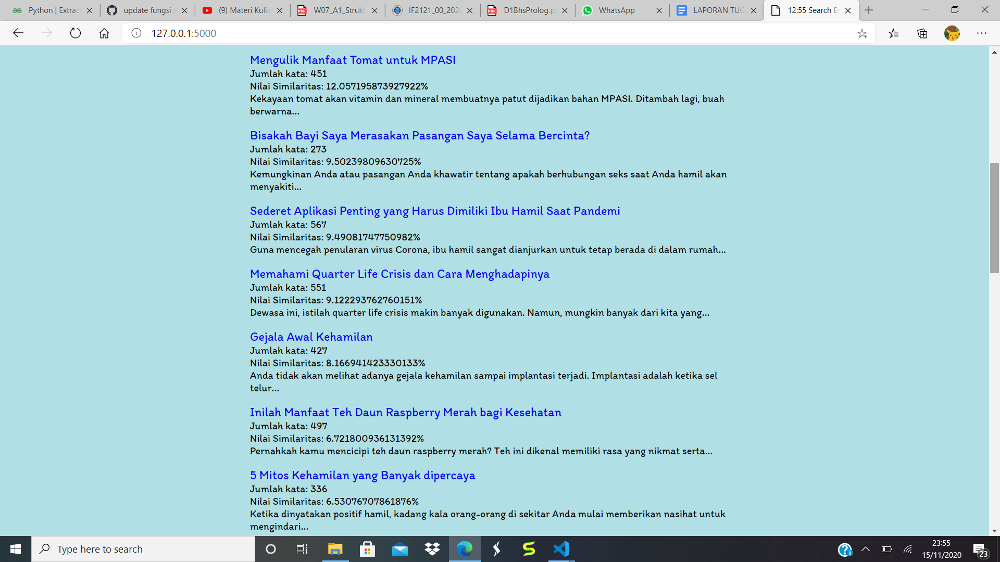 Python | Extrac
update fungsi v
(9) Materi Kulia
W07_A1_Strukt
IF2121_00_2020
D1BhsProlog.p
WhatsApp
LAPORAN TUG
12:55 Search E
127.0.0.1:5000
Mengulik Manfaat Tomat untuk MPASI
Jumlah kata: 451
Nilai Similaritas: 12.057195873927922%
Kekayaan tomat akan vitamin dan mineral membuatnya patut dijadikan bahan MPASI. Ditambah lagi, buah
berwarna...
Bisakah Bayi Saya Merasakan Pasangan Saya Selama Bercinta?
Jumlah kata: 273
Nilai Similaritas: 9.50239809630725%
Kemungkinan Anda atau pasangan Anda khawatir tentang apakah berhubungan seks saat Anda hamil akan
menyakiti...
Sederet Aplikasi Penting yang Harus Dimiliki Ibu Hamil Saat Pandemi
Jumlah kata: 567
Nilai Similaritas: 9.490817477750982%
Guna mencegah penularan virus Corona, ibu hamil sangat dianjurkan untuk tetap berada di dalam rumah...
Memahami Quarter Life Crisis dan Cara Menghadapinya
Jumlah kata: 551
Nilai Similaritas: 9.122293762760151%
Dewasa ini, istilah quarter life crisis makin banyak digunakan. Namun, mungkin banyak dari kita yang...
Gejala Awal Kehamilan
Jumlah kata: 427
Nilai Similaritas: 8.166941423330133%
Anda tidak akan melihat adanya gejala kehamilan sampai implantasi terjadi. Implantasi adalah ketika sel
telur...
Inilah Manfaat Teh Daun Raspberry Merah bagi Kesehatan
Jumlah kata: 497
Nilai Similaritas: 6.721800936131392%
Pernahkah kamu mencicipi teh daun raspberry merah? Teh ini dikenal memiliki rasa yang nikmat serta...
5 Mitos Kehamilan yang Banyak dipercaya
Jumlah kata: 336
Nilai Similaritas: 6.530767078618​76%
Ketika dinyatakan positif hamil, kadang kala orang-orang di sekitar Anda mulai memberikan nasihat untuk
mengindari...
Type here to search
23:55
15/11/2020
23